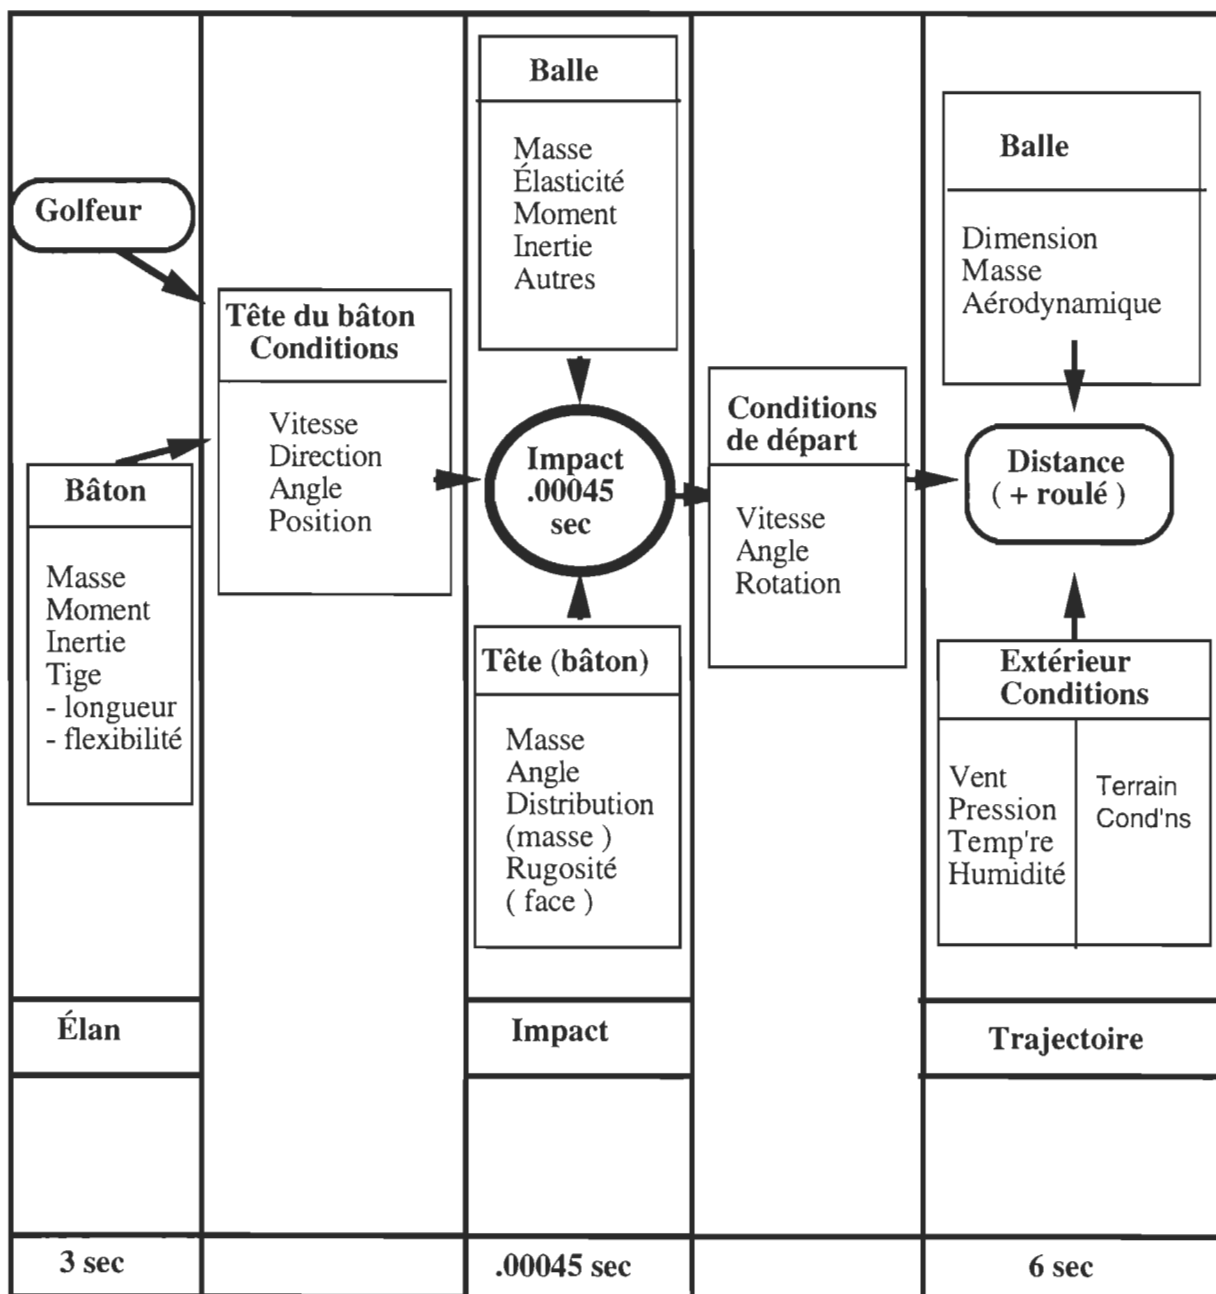 Golfeur
Bâton
Masse
Moment
Inertie
Tige
- longueur
- flexibilité
Élan
3 sec
Tête du bâton
Conditions
Vitesse
Direction
Angle
Position
Balle
Masse
Élasticité
Moment
Inertie
Autres
Impact
.00045
sec
Tête (bâton)
Masse
Angle
Distribution
(masse )
Rugosité
( face )
Impact
.00045 sec
Conditions
de départ
Vitesse
Angle
Rotation
Balle
Dimension
Masse
Aérodynamique
Distance
( + roulé )
Extérieur
Conditions
Vent
Pression
Temp're
Humidité
Terrain
Cond'ns
Trajectoire
6 sec